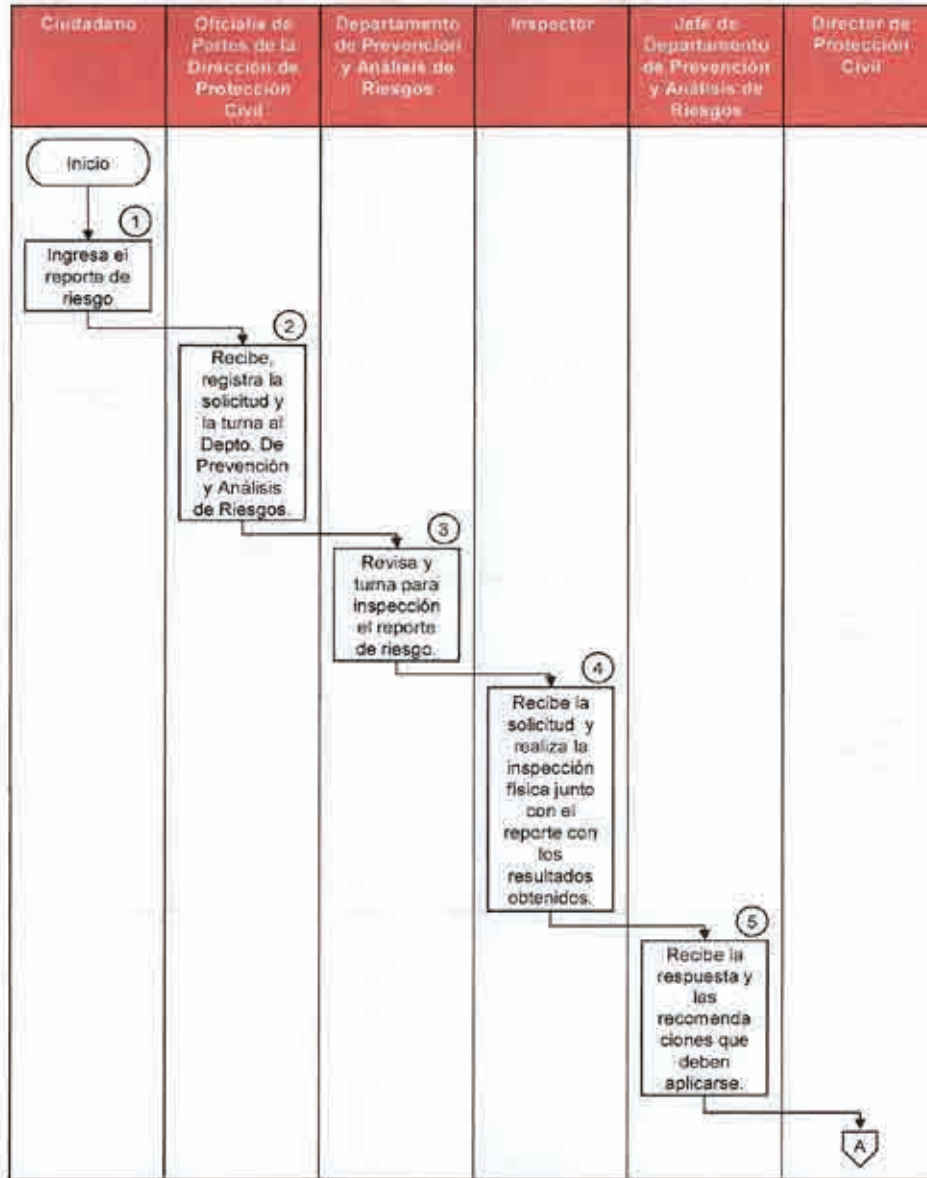 Ciudadano
Oficialía de
Partes de la
Dirección de
Protección
Civil
Departamento
de Prevención
y Análisis de
Riesgos
Inspector
Jefe de
Departamento
de Prevención
y Análisis de
Riesgos
Director de
Protección
Civil
Inicio
1
Ingresa el
reporte de
riesgo
2
Recibe,
registra la
solicitud y
la turna al
Depto. De
Prevención
y Análisis
de Riesgos.
3
Revisa y
turna para
inspección
el reporte
de riesgo.
4
Recibe la
solicitud y
realiza la
inspección
física junto
con el
reporte con
los
resultados
obtenidos.
5
Recibe la
respuesta y
las
recomenda
ciones que
deben
aplicarse.
A